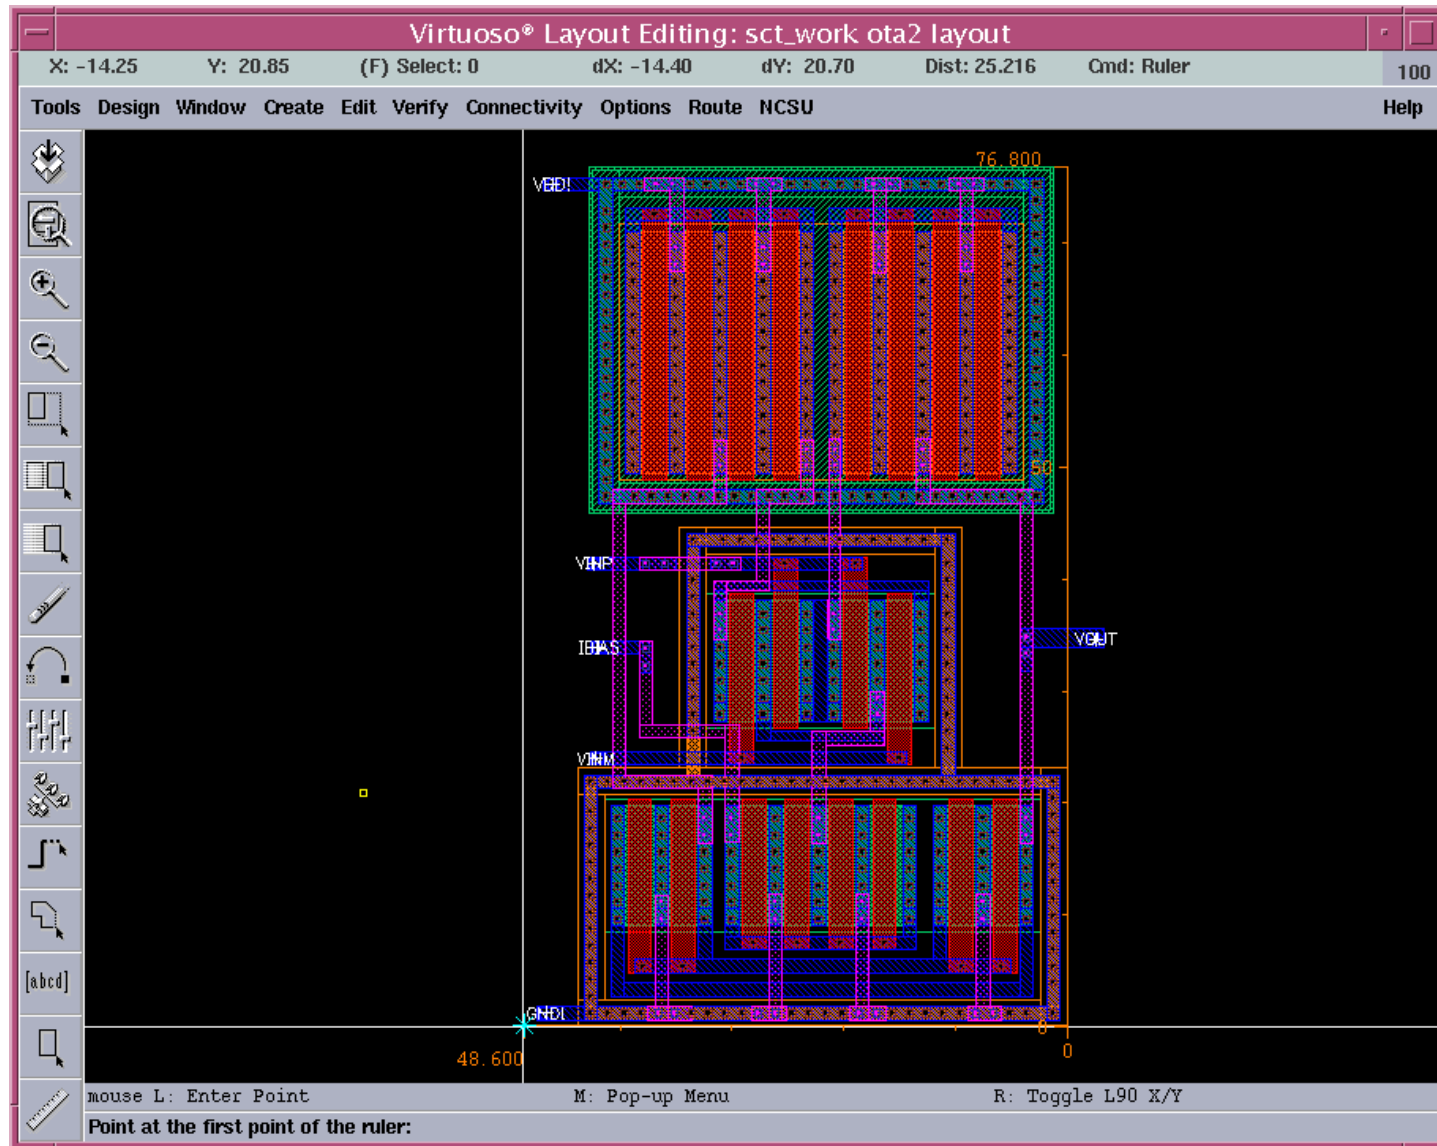 Virtuoso® Layout Editing: sct_work ota2 layout
X: -14.25 Y: 20.85 (F) Select: 0 dX: -14.40 dY: 20.70 Dist: 25.216 Cmd: Ruler 100
Tools Design Window Create Edit Verify Connectivity Options Route NCSU Help
76.800
VDD!
50
VINP
IBIAS
VOUT
VINM
[abcd]
GND!
0
48.600
0
mouse L: Enter Point M: Pop-up Menu R: Toggle L90 X/Y
Point at the first point of the ruler: